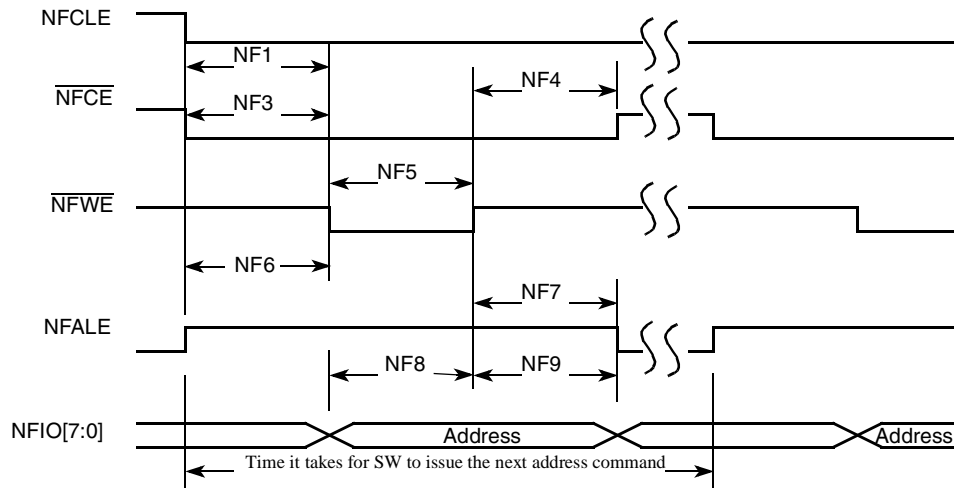 NFCLE
NF1
NF4
NFCE
NF3
NF5
NFWE
NF6
NF7
NFALE
NF8
NF9
NFIO[7:0]
Address
Address
Time it takes for SW to issue the next address command